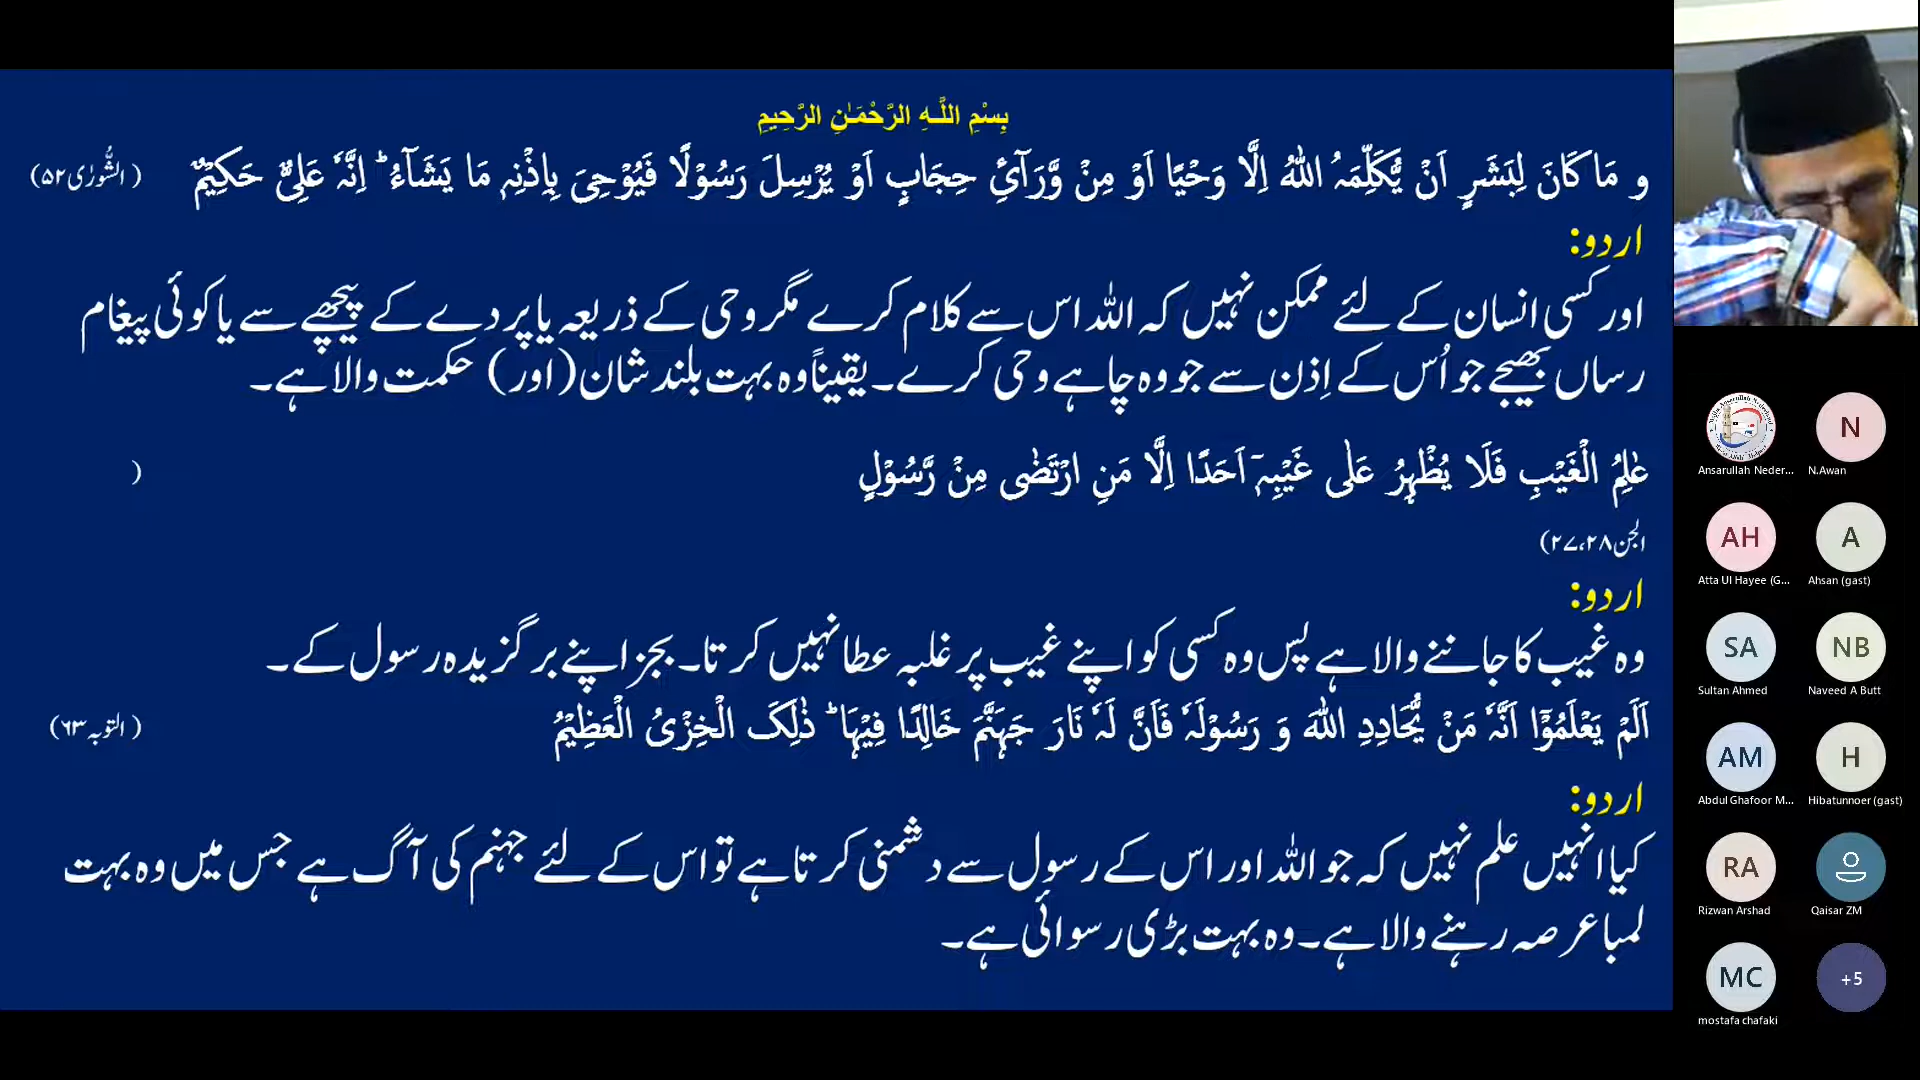 بِسْمِ اللَّـهِ الرَّحْمَـٰنِ الرَّحِيمِ
و مَا کَانَ لِبَشَرٍ اَنْ یُّکَلِّمَہُ اللّٰہُ اِلَّا وَحْیًا اَوْ مِنْ وَّرَآیِٔ حِجَابٍ اَوْ یُرْسِلَ رَسُوْلًا فَیُوْحِیَ بِاِذْنِہٖ مَا یَشَآءُ ؕ اِنَّہٗ عَلِیٌّ حَکِیْمٌ (الشُّورٰی ۵۲)
اردو:
اور کسی انسان کے لئے ممکن نہیں کہ اللہ اس سے کلام کرے مگر وحی کے ذریعہ یا پردے کے پیچھے سے یا کوئی پیغام
رساں بھیجے جو اُس کے اِذن سے جو وہ چاہے وحی کرے۔ یقیناً وہ بہت بلند شان (اور) حکمت والا ہے۔
عٰلِمُ الْغَیْبِ فَلَا یُظْہِرُ عَلٰی غَیْبِہٖٓ اَحَدًا اِلَّا مَنِ ارْتَضٰی مِنْ رَّسُوْلٍ (
الجن ۲۷،۲۸)
اردو:
وہ غیب کا جاننے والا ہے پس وہ کسی کو اپنے غیب پر غلبہ عطا نہیں کرتا۔ بجز اپنے برگزیدہ رسول کے۔
اَلَمْ یَعْلَمُوْٓا اَنَّہٗ مَنْ یُّحَادِدِ اللّٰہَ وَ رَسُوْلَہٗ فَاَنَّ لَہٗ نَارَ جَہَنَّمَ خَالِدًا فِیْہَا ؕ ذٰلِکَ الْخِزْیُ الْعَظِیْمُ (التوبہ ۶۳)
اردو:
کیا انہیں علم نہیں کہ جو اللہ اور اس کے رسول سے دشمنی کرتا ہے تو اس کے لئے جہنم کی آگ ہے جس میں وہ بہت
لمبا عرصہ رہنے والا ہے۔ وہ بہت بڑی رسوائی ہے۔
Ansarullah Neder...
N
N.Awan
AH
Atta Ul Hayee (G...
A
Ahsan (gast)
SA
Sultan Ahmed
NB
Naveed A Butt
AM
Abdul Ghafoor M...
H
Hibatunnoer (gast)
RA
Rizwan Arshad
Qaisar ZM
MC
mostafa chafaki
+5